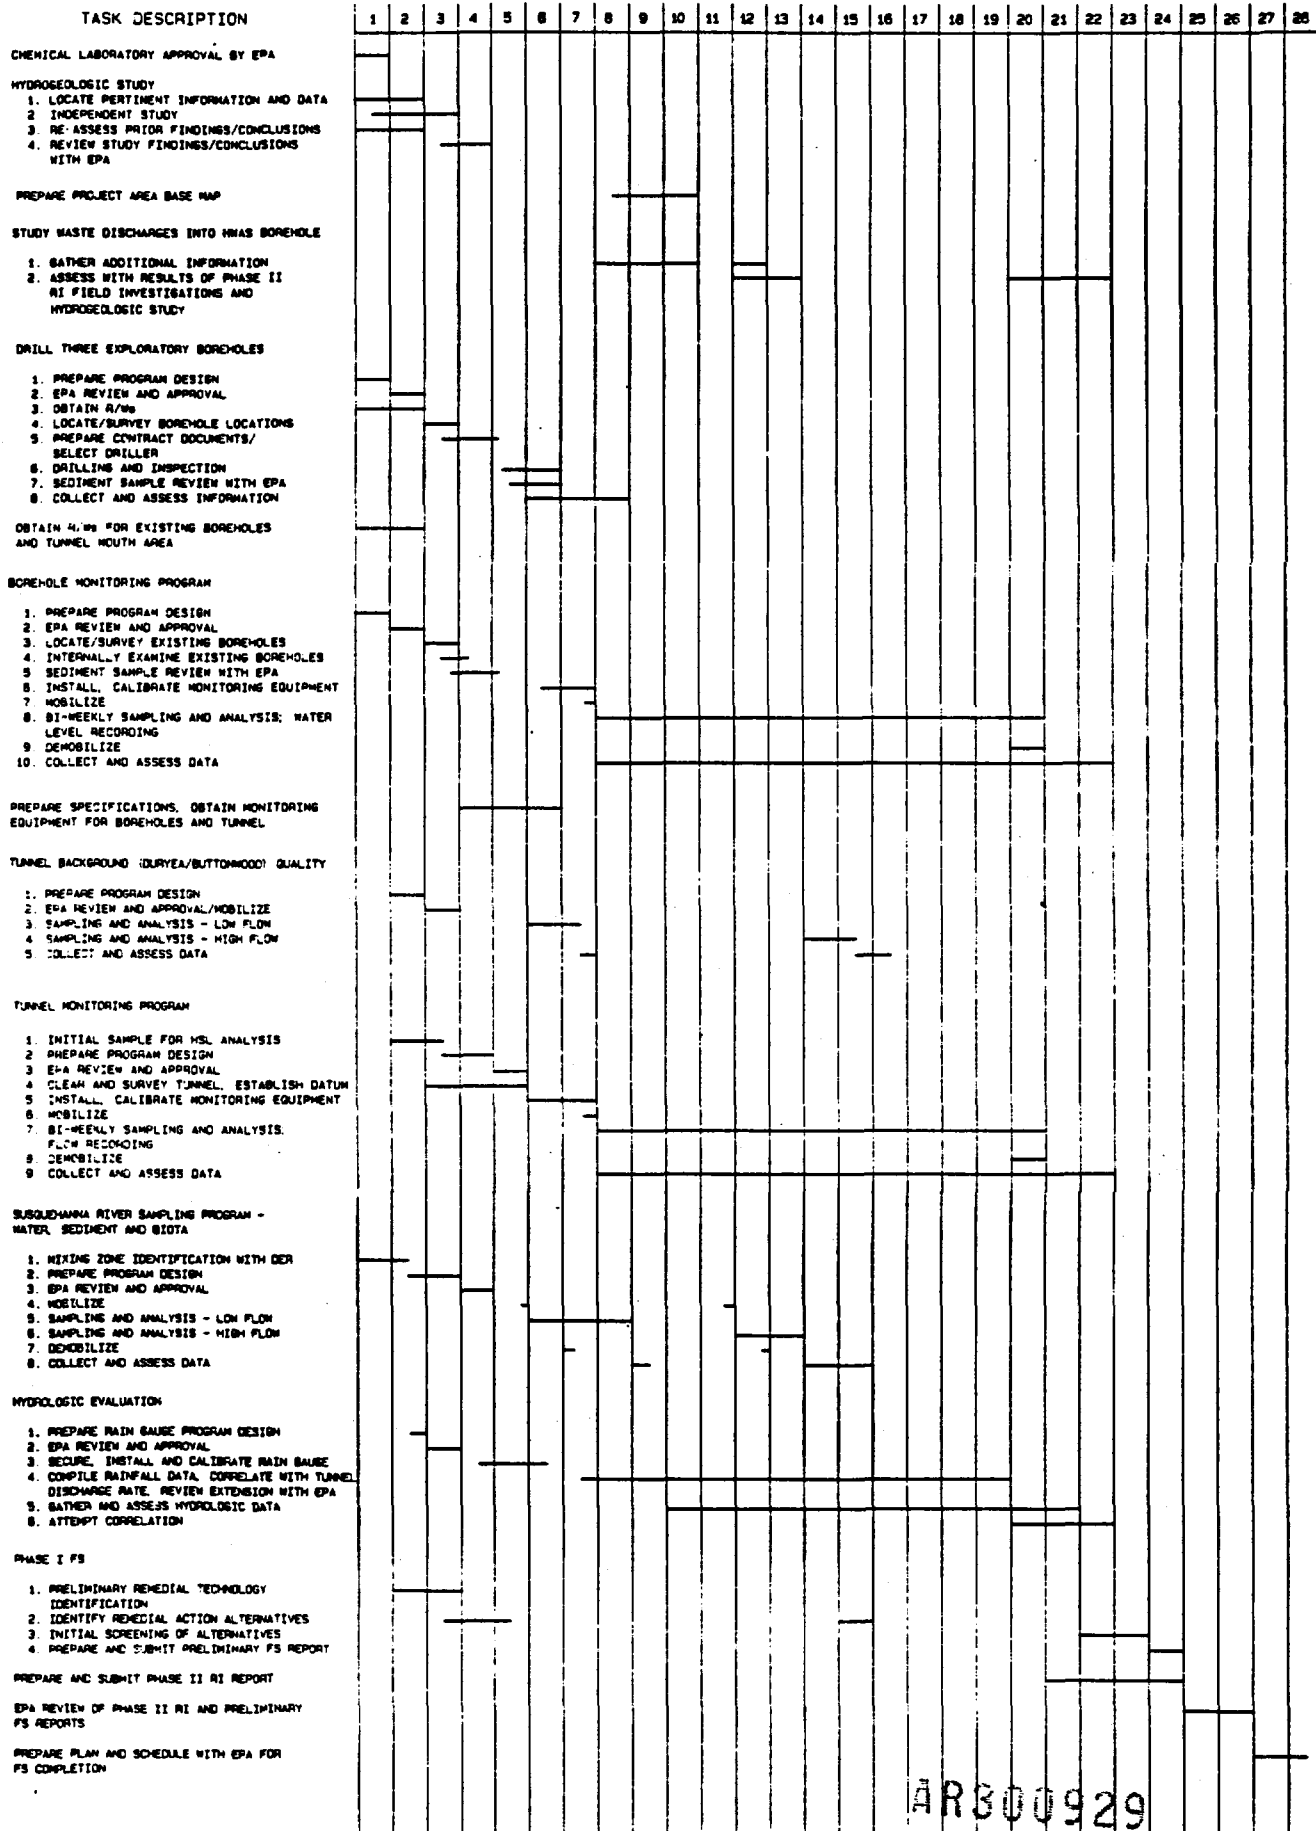 TASK DESCRIPTION
1 2 3 4 5 6 7 8 9 10 11 12 13 14 15 16 17 18 19 20 21 22 23 24 25 26 27 28
CHEMICAL LABORATORY APPROVAL BY EPA
HYDROGEOLOGIC STUDY
1. LOCATE PERTINENT INFORMATION AND DATA
2 INDEPENDENT STUDY
3. RE-ASSESS PRIOR FINDINGS/CONCLUSIONS
4. REVIEW STUDY FINDINGS/CONCLUSIONS
WITH EPA
PREPARE PROJECT AREA BASE MAP
STUDY WASTE DISCHARGES INTO HWAS BOREHOLE
1. GATHER ADDITIONAL INFORMATION
2. ASSESS WITH RESULTS OF PHASE II
RI FIELD INVESTIGATIONS AND
HYDROGEOLOGIC STUDY
DRILL THREE EXPLORATORY BOREHOLES
1. PREPARE PROGRAM DESIGN
2. EPA REVIEW AND APPROVAL
3. OBTAIN R/Ws
4. LOCATE/SURVEY BOREHOLE LOCATIONS
5. PREPARE CONTRACT DOCUMENTS/
SELECT DRILLER
6. DRILLING AND INSPECTION
7. SEDIMENT SAMPLE REVIEW WITH EPA
8. COLLECT AND ASSESS INFORMATION
OBTAIN R/Ws FOR EXISTING BOREHOLES
AND TUNNEL MOUTH AREA
BOREHOLE MONITORING PROGRAM
1. PREPARE PROGRAM DESIGN
2. EPA REVIEW AND APPROVAL
3. LOCATE/SURVEY EXISTING BOREHOLES
4. INTERNALLY EXAMINE EXISTING BOREHOLES
5 SEDIMENT SAMPLE REVIEW WITH EPA
6. INSTALL, CALIBRATE MONITORING EQUIPMENT
7. MOBILIZE
8. BI-WEEKLY SAMPLING AND ANALYSIS; WATER
LEVEL RECORDING
9. DEMOBILIZE
10. COLLECT AND ASSESS DATA
PREPARE SPECIFICATIONS, OBTAIN MONITORING
EQUIPMENT FOR BOREHOLES AND TUNNEL
TUNNEL BACKGROUND (DURYEA/BUTTONWOOD) QUALITY
1. PREPARE PROGRAM DESIGN
2. EPA REVIEW AND APPROVAL/MOBILIZE
3. SAMPLING AND ANALYSIS - LOW FLOW
4 SAMPLING AND ANALYSIS - HIGH FLOW
5. COLLECT AND ASSESS DATA
TUNNEL MONITORING PROGRAM
1. INITIAL SAMPLE FOR HSL ANALYSIS
2 PREPARE PROGRAM DESIGN
3 EPA REVIEW AND APPROVAL
4 CLEAR AND SURVEY TUNNEL, ESTABLISH DATUM
5 INSTALL, CALIBRATE MONITORING EQUIPMENT
6. MOBILIZE
7. BI-WEEKLY SAMPLING AND ANALYSIS.
FLOW RECORDING
8. DEMOBILIZE
9 COLLECT AND ASSESS DATA
SUSQUEHANNA RIVER SAMPLING PROGRAM -
WATER, SEDIMENT AND BIOTA
1. MIXING ZONE IDENTIFICATION WITH DER
2. PREPARE PROGRAM DESIGN
3. EPA REVIEW AND APPROVAL
4. MOBILIZE
5. SAMPLING AND ANALYSIS - LOW FLOW
6. SAMPLING AND ANALYSIS - HIGH FLOW
7. DEMOBILIZE
8. COLLECT AND ASSESS DATA
HYDROLOGIC EVALUATION
1. PREPARE RAIN GAUGE PROGRAM DESIGN
2. EPA REVIEW AND APPROVAL
3. SECURE, INSTALL AND CALIBRATE RAIN GAUGE
4. COMPILE RAINFALL DATA, CORRELATE WITH TUNNEL
DISCHARGE RATE, REVIEW EXTENSION WITH EPA
5. GATHER AND ASSESS HYDROLOGIC DATA
6. ATTEMPT CORRELATION
PHASE I FS
1. PRELIMINARY REMEDIAL TECHNOLOGY
IDENTIFICATION
2. IDENTIFY REMEDIAL ACTION ALTERNATIVES
3. INITIAL SCREENING OF ALTERNATIVES
4. PREPARE AND SUBMIT PRELIMINARY FS REPORT
PREPARE AND SUBMIT PHASE II RI REPORT
EPA REVIEW OF PHASE II RI AND PRELIMINARY
FS REPORTS
PREPARE PLAN AND SCHEDULE WITH EPA FOR
FS COMPLETION
AR300929